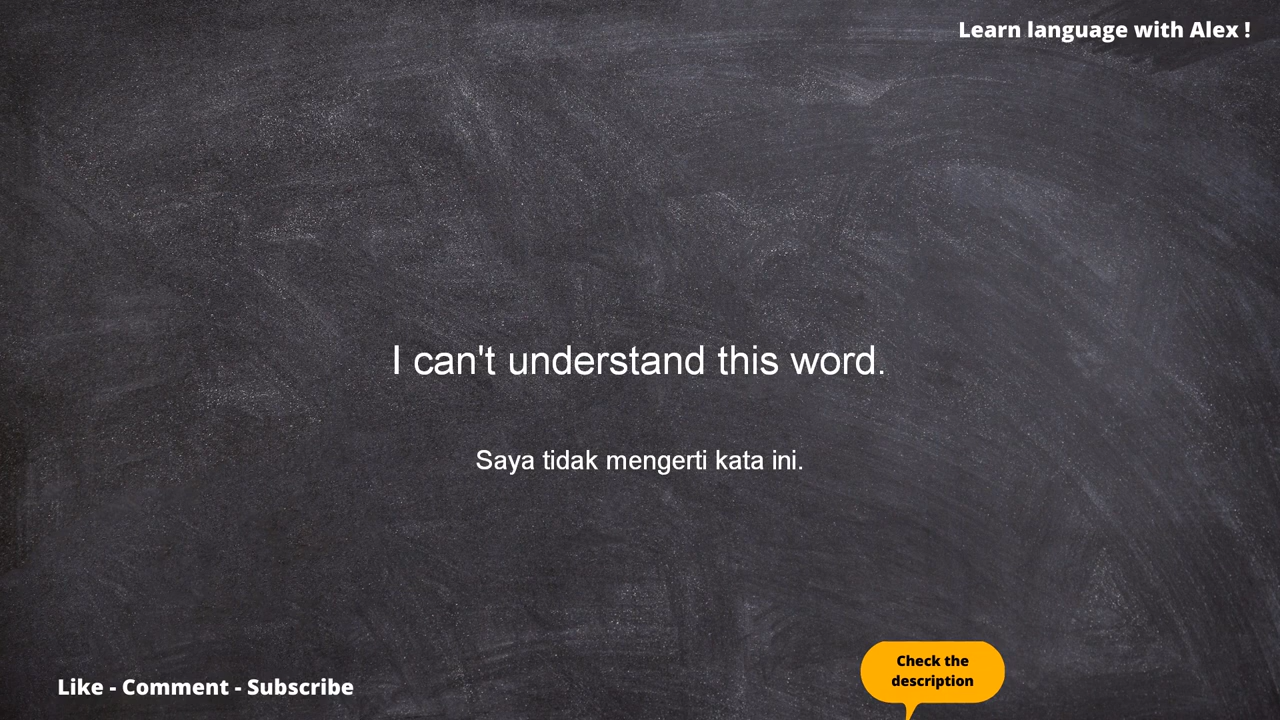 Learn language with Alex !
I can't understand this word.
Saya tidak mengerti kata ini.
Check the
description
Like - Comment - Subscribe